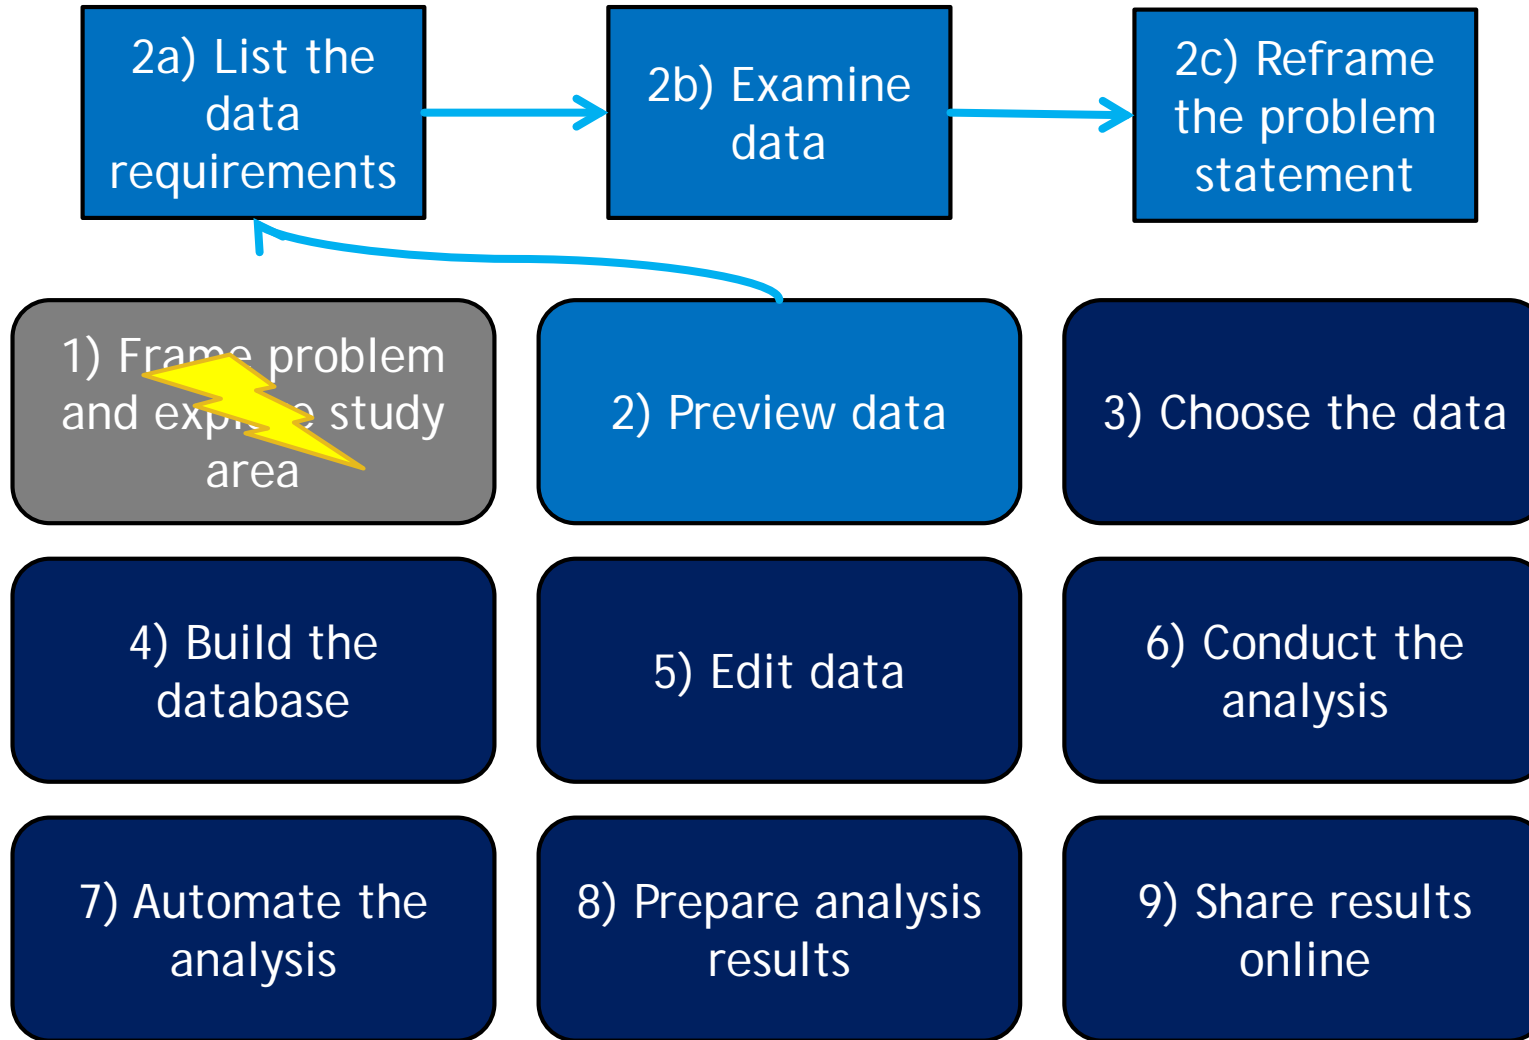 2a) List the
data
requirements
2b) Examine
data
2c) Reframe
the problem
statement
1) Frame problem
and explore study
area
2) Preview data
3) Choose the data
4) Build the
database
5) Edit data
6) Conduct the
analysis
7) Automate the
analysis
8) Prepare analysis
results
9) Share results
online